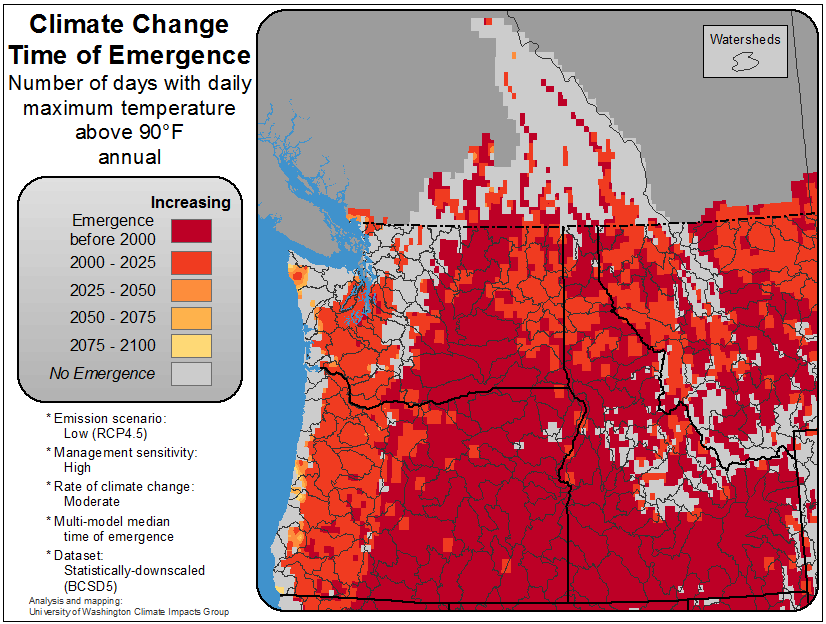 Climate Change
Time of Emergence
Number of days with daily
maximum temperature
above 90°F
annual
Increasing
Emergence
before 2000
2000 - 2025
2025 - 2050
2050 - 2075
2075 - 2100
No Emergence
* Emission scenario:
Low (RCP4.5)
* Management sensitivity:
High
* Rate of climate change:
Moderate
* Multi-model median
time of emergence
* Dataset:
Statistically-downscaled
(BCSD5)
Analysis and mapping:
University of Washington Climate Impacts Group
Watersheds